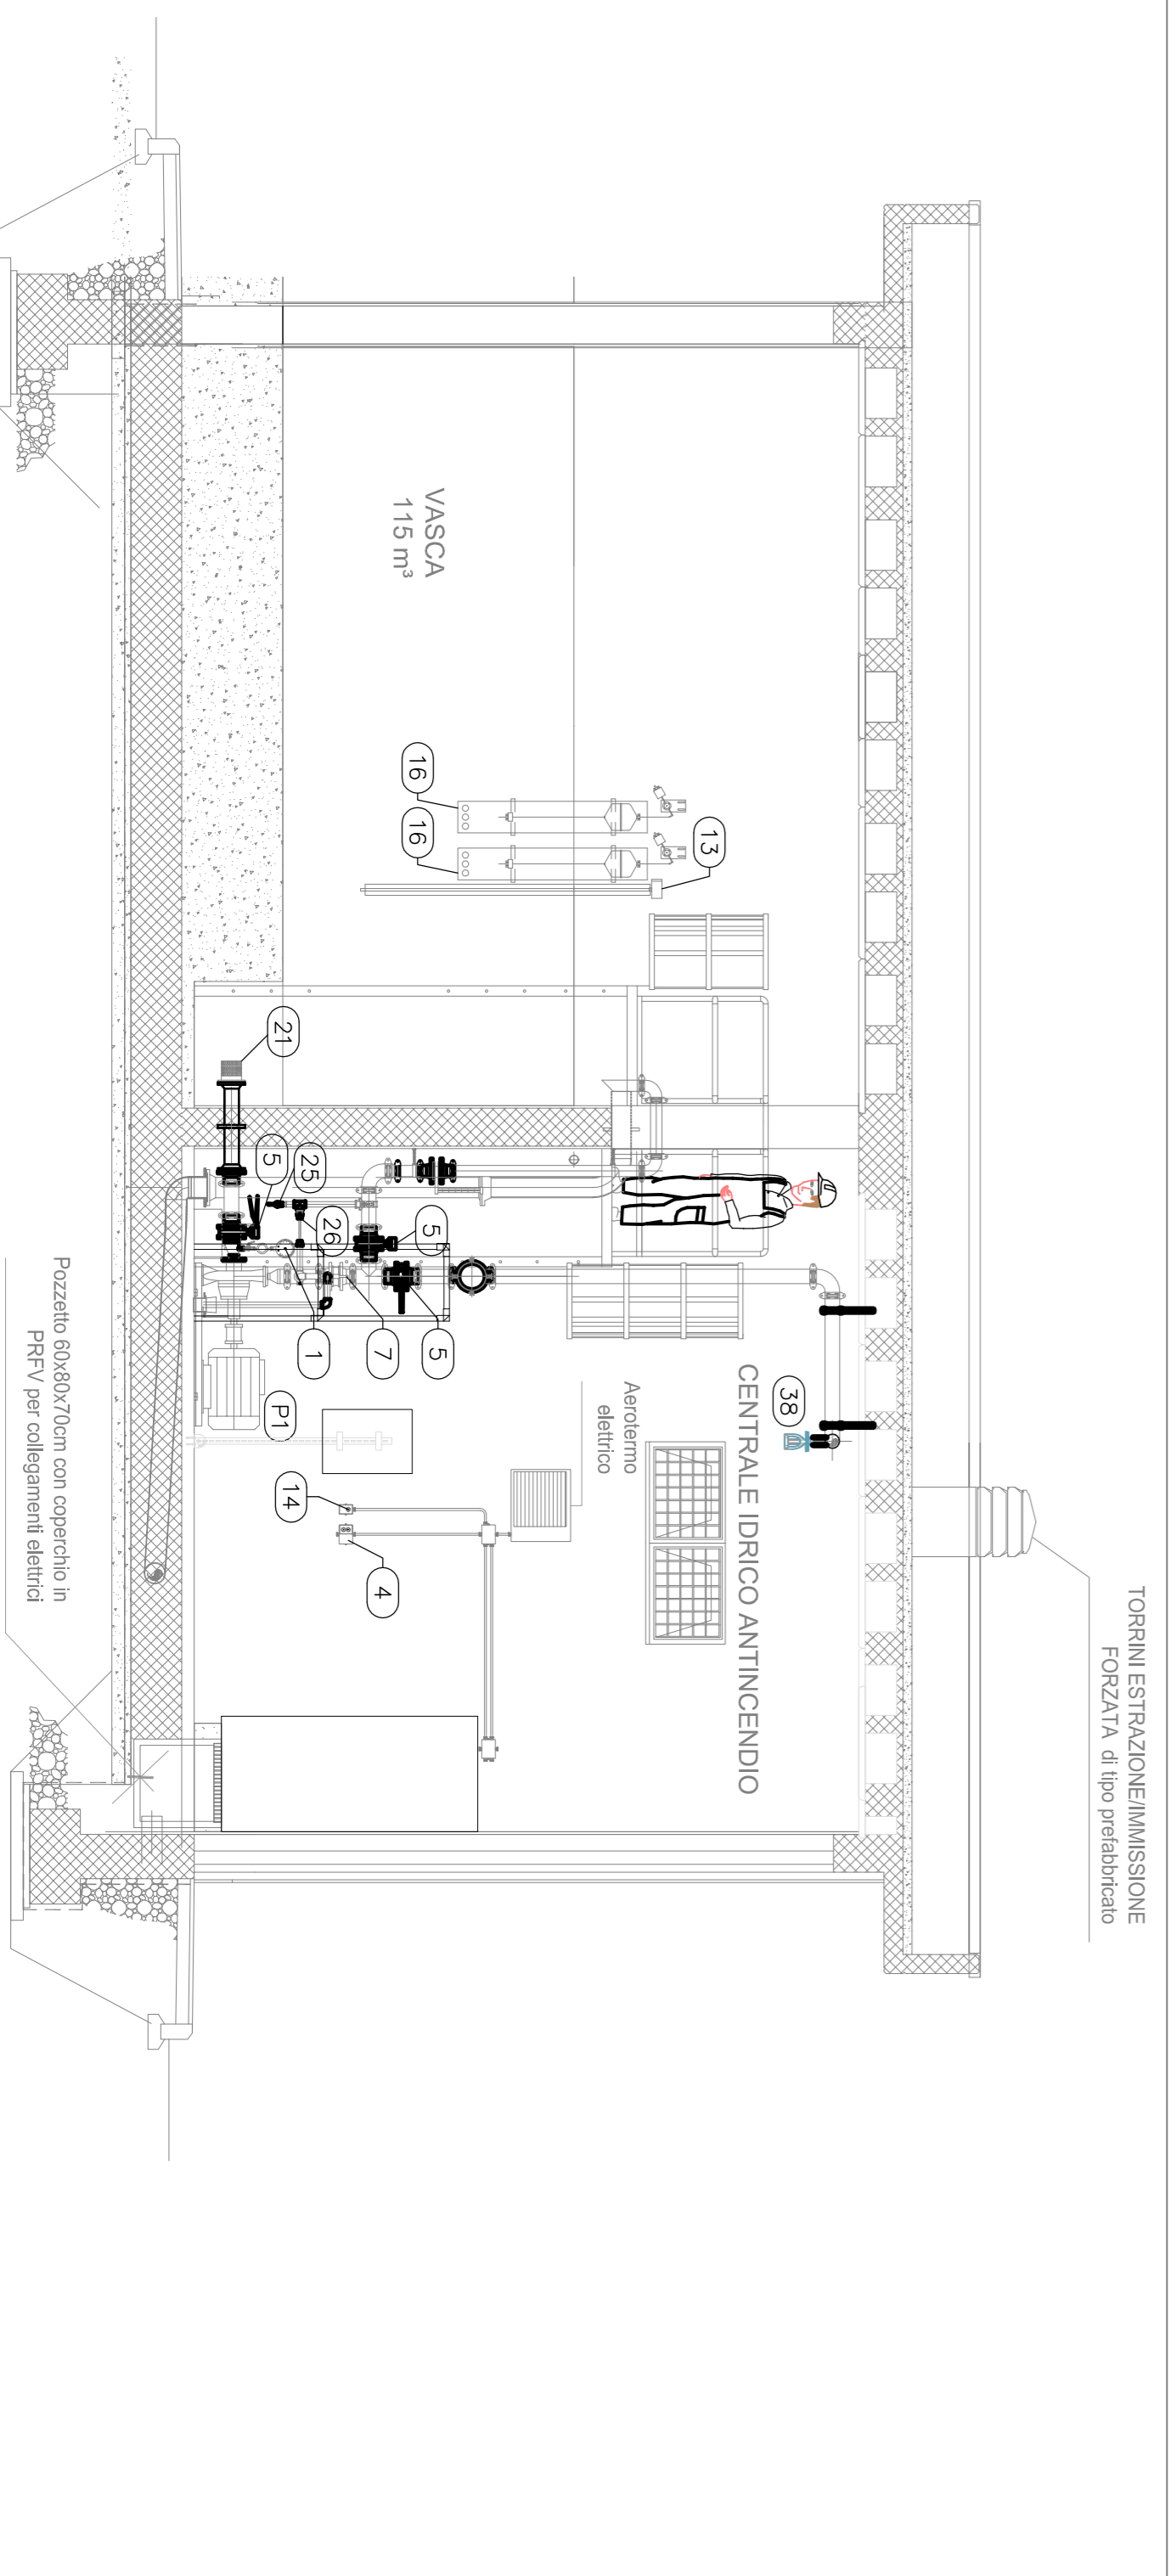 TORRINI ESTRAZIONE/IMMISSIONE
FORZATA di tipo prefabbricato
VASCA
115 m³
16
16
13
CENTRALE IDRICO ANTINCENDIO
38
Aerotermo
elettrico
21
5
25
26
5
1
7
5
P1
14
4
Pozzetto 60x80x70cm con coperchio in
PRFV per collegamenti elettrici